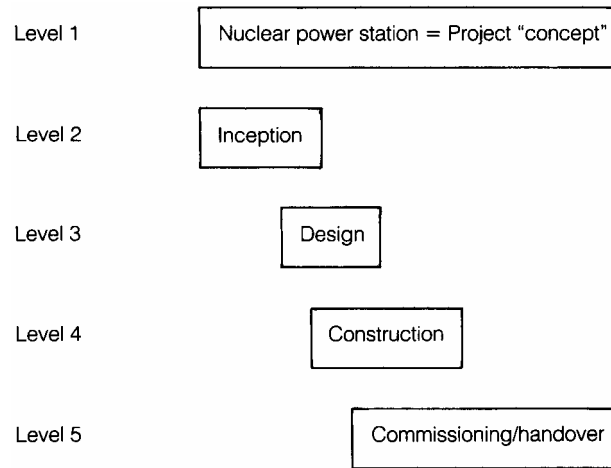 Level 1 Nuclear power station = Project “concept”
Level 2 Inception
Level 3 Design
Level 4 Construction
Level 5 Commissioning/handover